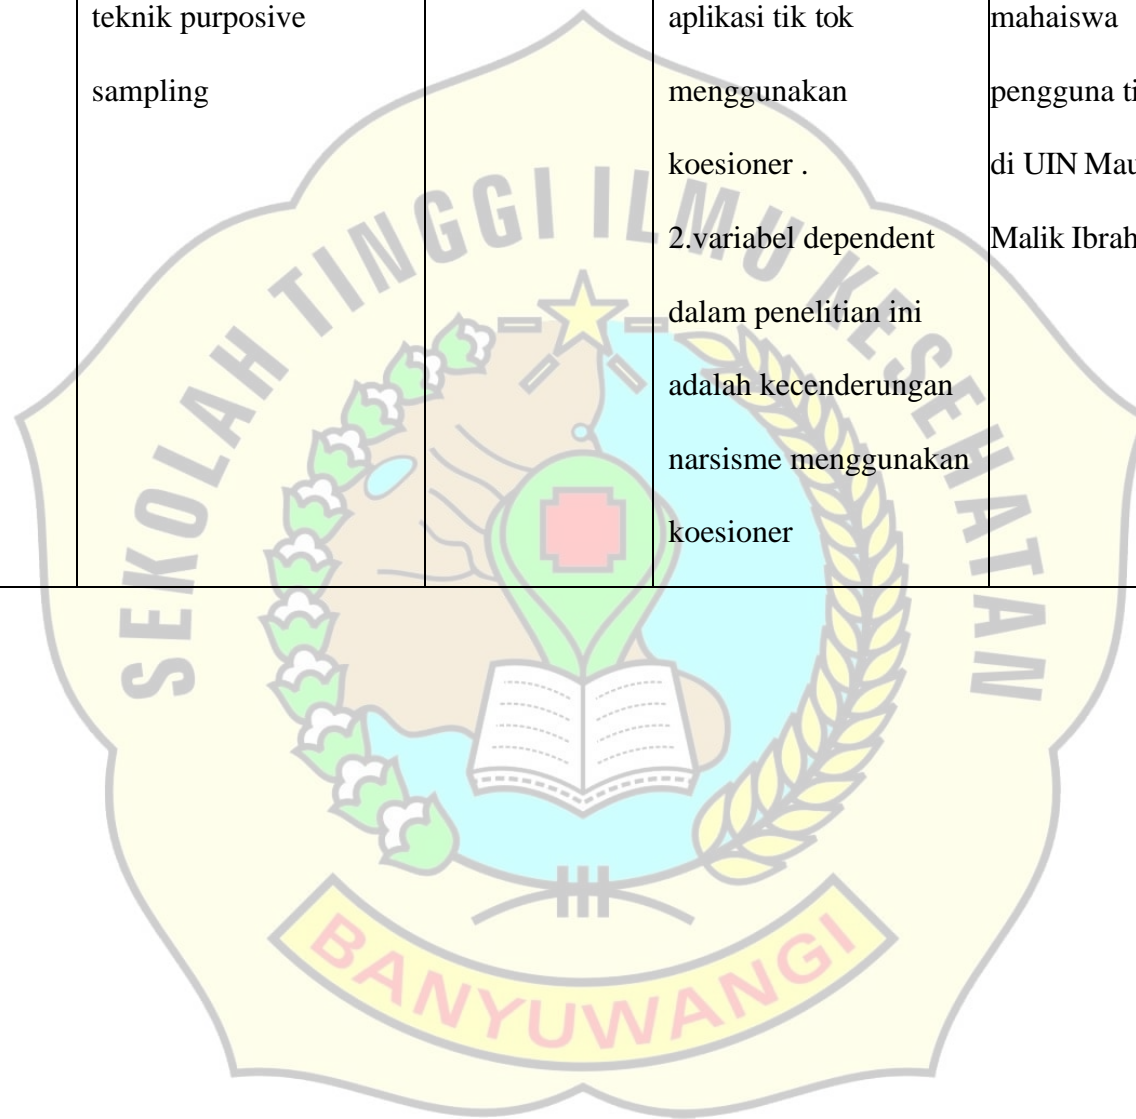 teknik purposive
sampling
aplikasi tik tok
menggunakan
koesioner .
2.variabel dependent
dalam penelitian ini
adalah kecenderungan
narsisme menggunakan
koesioner
mahaiswa
pengguna
di UIN
Malik
SEKOLAH TINGGI ILMU KESEHATAN
BANYUWANGI